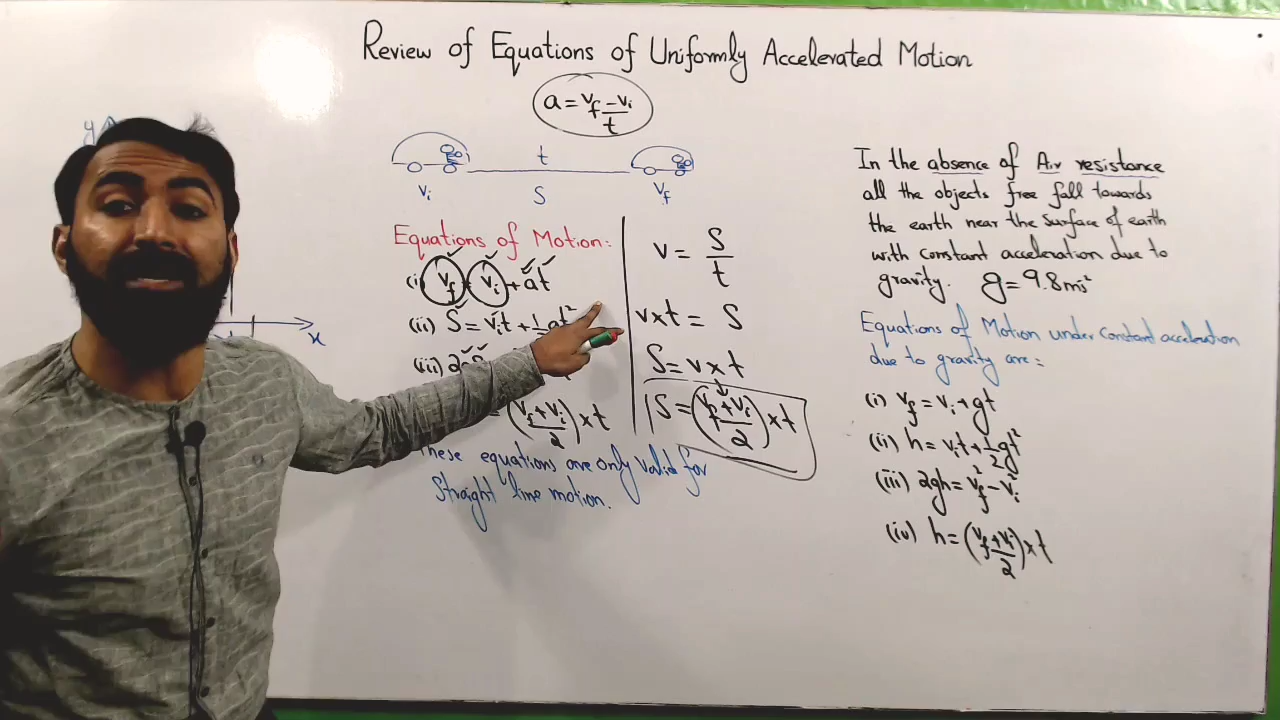 Review of Equations of Uniformly Accelerated Motion
a = vf - vi / t
y
x
t
vi S vf
Equations of Motion:
(i) vf = vi + at
(ii) S = vit + 1/2 at²
(iii) 2aS
= (vf + vi / 2) × t
These equations are only valid for
Straight line motion.
v = S / t
v×t = S
S = v×t
S = (vf + vi / 2) × t
In the absence of Air resistance
all the objects free fall towards
the earth near the surface of earth
with constant acceleration due to
gravity. g = 9.8ms²
Equations of Motion under constant acceleration
due to gravity are:
(i) vf = vi + gt
(ii) h = vit + 1/2 gt²
(iii) 2gh = vf² - vi²
(iv) h = (vf + vi / 2) × t